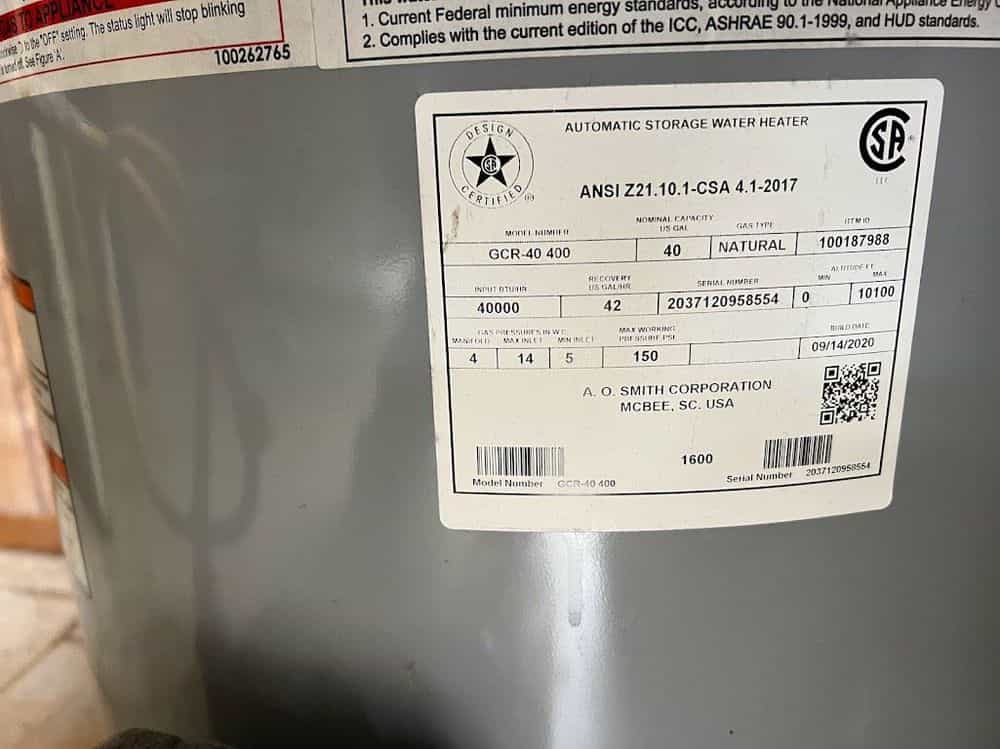 TO APPLIANCE
to the "OFF" setting. The status light will stop blinking
See Figure 'A'.
100262765
1. Current Federal minimum energy standards, according to the National Appliance Energy
2. Complies with the current edition of the ICC, ASHRAE 90.1-1999, and HUD standards.
DESIGN
CERTIFIED
AUTOMATIC STORAGE WATER HEATER
ANSI Z21.10.1-CSA 4.1-2017
MODEL NUMBER NOMINAL CAPACITY US GAL GAS TYPE ITEM ID
GCR-40 400 40 NATURAL 100187988
INPUT BTU/HR RECOVERY US GAL/HR SERIAL NUMBER ALTITUDE FT MIN MAX
40000 42 2037120958554 0 10100
GAS PRESSURES IN W.C.
MANIFOLD MAX INLET MIN INLET MAX WORKING PRESSURE PSI BUILD DATE
4 14 5 150 09/14/2020
A. O. SMITH CORPORATION
MCBEE, SC. USA
1600
Model Number GCR-40 400
Serial Number 2037120958554